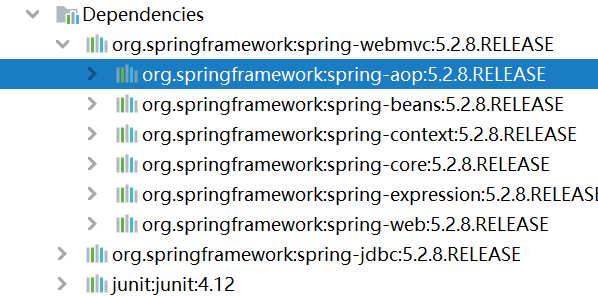 Dependencies
org.springframework:spring-webmvc:5.2.8.RELEASE
org.springframework:spring-aop:5.2.8.RELEASE
org.springframework:spring-beans:5.2.8.RELEASE
org.springframework:spring-context:5.2.8.RELEASE
org.springframework:spring-core:5.2.8.RELEASE
org.springframework:spring-expression:5.2.8.RELEASE
org.springframework:spring-web:5.2.8.RELEASE
org.springframework:spring-jdbc:5.2.8.RELEASE
junit:junit:4.12